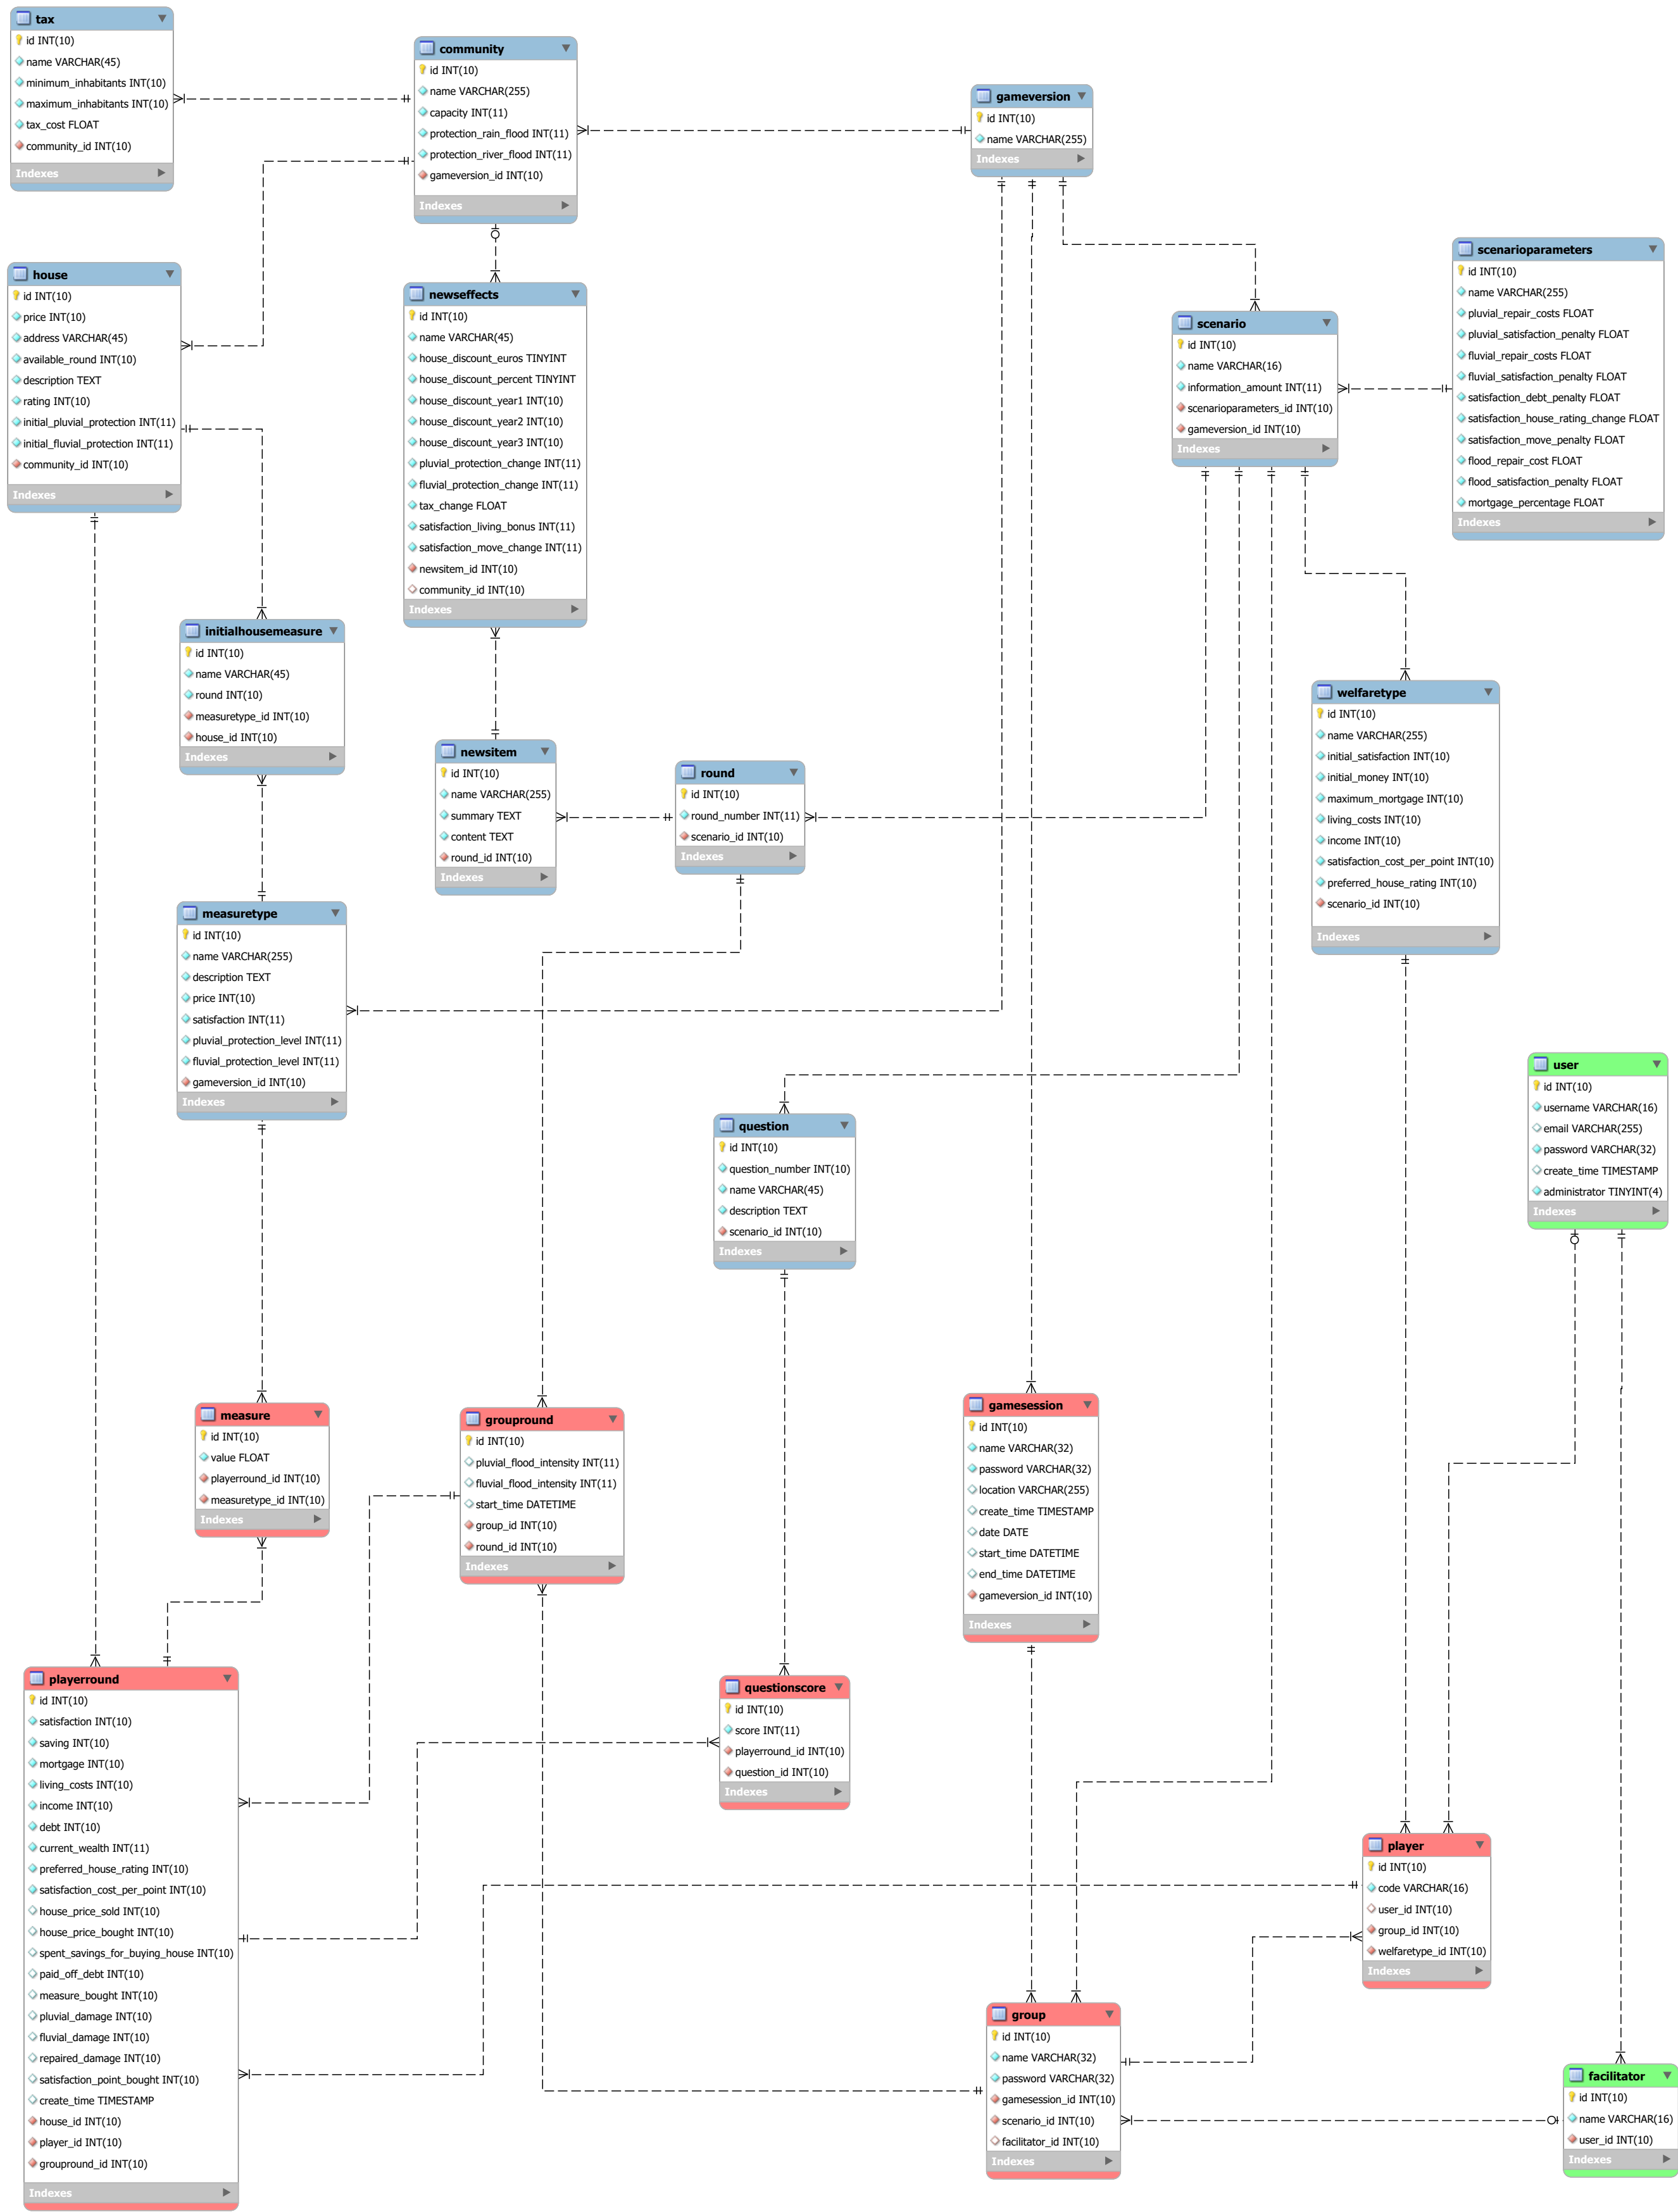 tax
id INT(10)
name VARCHAR(45)
minimum_inhabitants INT(10)
maximum_inhabitants INT(10)
tax_cost FLOAT
community_id INT(10)
Indexes
community
id INT(10)
name VARCHAR(255)
capacity INT(11)
protection_rain_flood INT(11)
protection_river_flood INT(11)
gameversion_id INT(10)
Indexes
gameversion
id INT(10)
name VARCHAR(255)
Indexes
house
id INT(10)
price INT(10)
address VARCHAR(45)
available_round INT(10)
description TEXT
rating INT(10)
initial_pluvial_protection INT(11)
initial_fluvial_protection INT(11)
community_id INT(10)
Indexes
newseffects
id INT(10)
name VARCHAR(45)
house_discount_euros TINYINT
house_discount_percent TINYINT
house_discount_year1 INT(10)
house_discount_year2 INT(10)
house_discount_year3 INT(10)
pluvial_protection_change INT(11)
fluvial_protection_change INT(11)
tax_change FLOAT
satisfaction_living_bonus INT(11)
satisfaction_move_change INT(11)
newsitem_id INT(10)
community_id INT(10)
Indexes
scenario
id INT(10)
name VARCHAR(16)
information_amount INT(11)
scenarioparameters_id INT(10)
gameversion_id INT(10)
Indexes
scenarioparameters
id INT(10)
name VARCHAR(255)
pluvial_repair_costs FLOAT
pluvial_satisfaction_penalty FLOAT
fluvial_repair_costs FLOAT
fluvial_satisfaction_penalty FLOAT
satisfaction_debt_penalty FLOAT
satisfaction_house_rating_change FLOAT
satisfaction_move_penalty FLOAT
flood_repair_cost FLOAT
flood_satisfaction_penalty FLOAT
mortgage_percentage FLOAT
Indexes
initialhousemeasure
id INT(10)
name VARCHAR(45)
round INT(10)
measuretype_id INT(10)
house_id INT(10)
Indexes
newsitem
id INT(10)
name VARCHAR(255)
summary TEXT
content TEXT
round_id INT(10)
Indexes
round
id INT(10)
round_number INT(11)
scenario_id INT(10)
Indexes
welfaretype
id INT(10)
name VARCHAR(255)
initial_satisfaction INT(10)
initial_money INT(10)
maximum_mortgage INT(10)
living_costs INT(10)
income INT(10)
satisfaction_cost_per_point INT(10)
preferred_house_rating INT(10)
scenario_id INT(10)
Indexes
measuretype
id INT(10)
name VARCHAR(255)
description TEXT
price INT(10)
satisfaction INT(11)
pluvial_protection_level INT(11)
fluvial_protection_level INT(11)
gameversion_id INT(10)
Indexes
question
id INT(10)
question_number INT(10)
name VARCHAR(45)
description TEXT
scenario_id INT(10)
Indexes
user
id INT(10)
username VARCHAR(16)
email VARCHAR(255)
password VARCHAR(32)
create_time TIMESTAMP
administrator TINYINT(4)
Indexes
measure
id INT(10)
value FLOAT
playerround_id INT(10)
measuretype_id INT(10)
Indexes
groupround
id INT(10)
pluvial_flood_intensity INT(11)
fluvial_flood_intensity INT(11)
start_time DATETIME
group_id INT(10)
round_id INT(10)
Indexes
gamesession
id INT(10)
name VARCHAR(32)
password VARCHAR(32)
location VARCHAR(255)
create_time TIMESTAMP
date DATE
start_time DATETIME
end_time DATETIME
gameversion_id INT(10)
Indexes
playerround
id INT(10)
satisfaction INT(10)
saving INT(10)
mortgage INT(10)
living_costs INT(10)
income INT(10)
debt INT(10)
current_wealth INT(11)
preferred_house_rating INT(10)
satisfaction_cost_per_point INT(10)
house_price_sold INT(10)
house_price_bought INT(10)
spent_savings_for_buying_house INT(10)
paid_off_debt INT(10)
measure_bought INT(10)
pluvial_damage INT(10)
fluvial_damage INT(10)
repaired_damage INT(10)
satisfaction_point_bought INT(10)
create_time TIMESTAMP
house_id INT(10)
player_id INT(10)
groupround_id INT(10)
Indexes
questionscore
id INT(10)
score INT(11)
playerround_id INT(10)
question_id INT(10)
Indexes
player
id INT(10)
code VARCHAR(16)
user_id INT(10)
group_id INT(10)
welfaretype_id INT(10)
Indexes
group
id INT(10)
name VARCHAR(32)
password VARCHAR(32)
gamesession_id INT(10)
scenario_id INT(10)
facilitator_id INT(10)
Indexes
facilitator
id INT(10)
name VARCHAR(16)
user_id INT(10)
Indexes